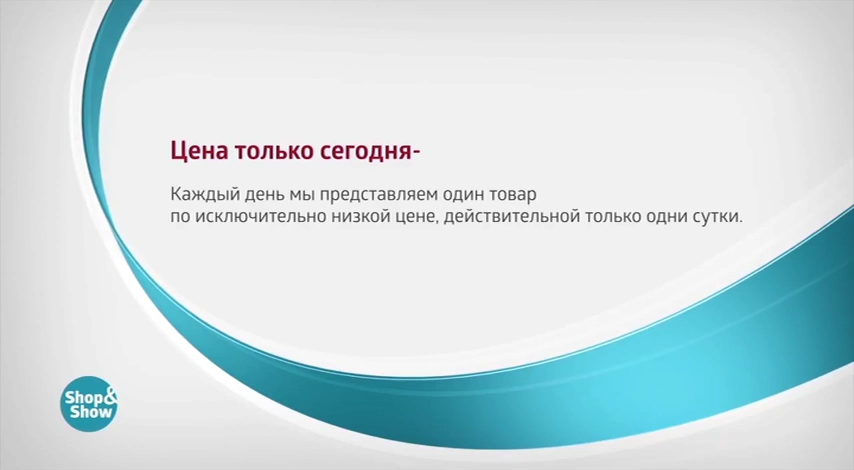 Цена только сегодня-
Каждый день мы представляем один товар
по исключительно низкой цене, действительной только одни сутки.
Shop&
Show